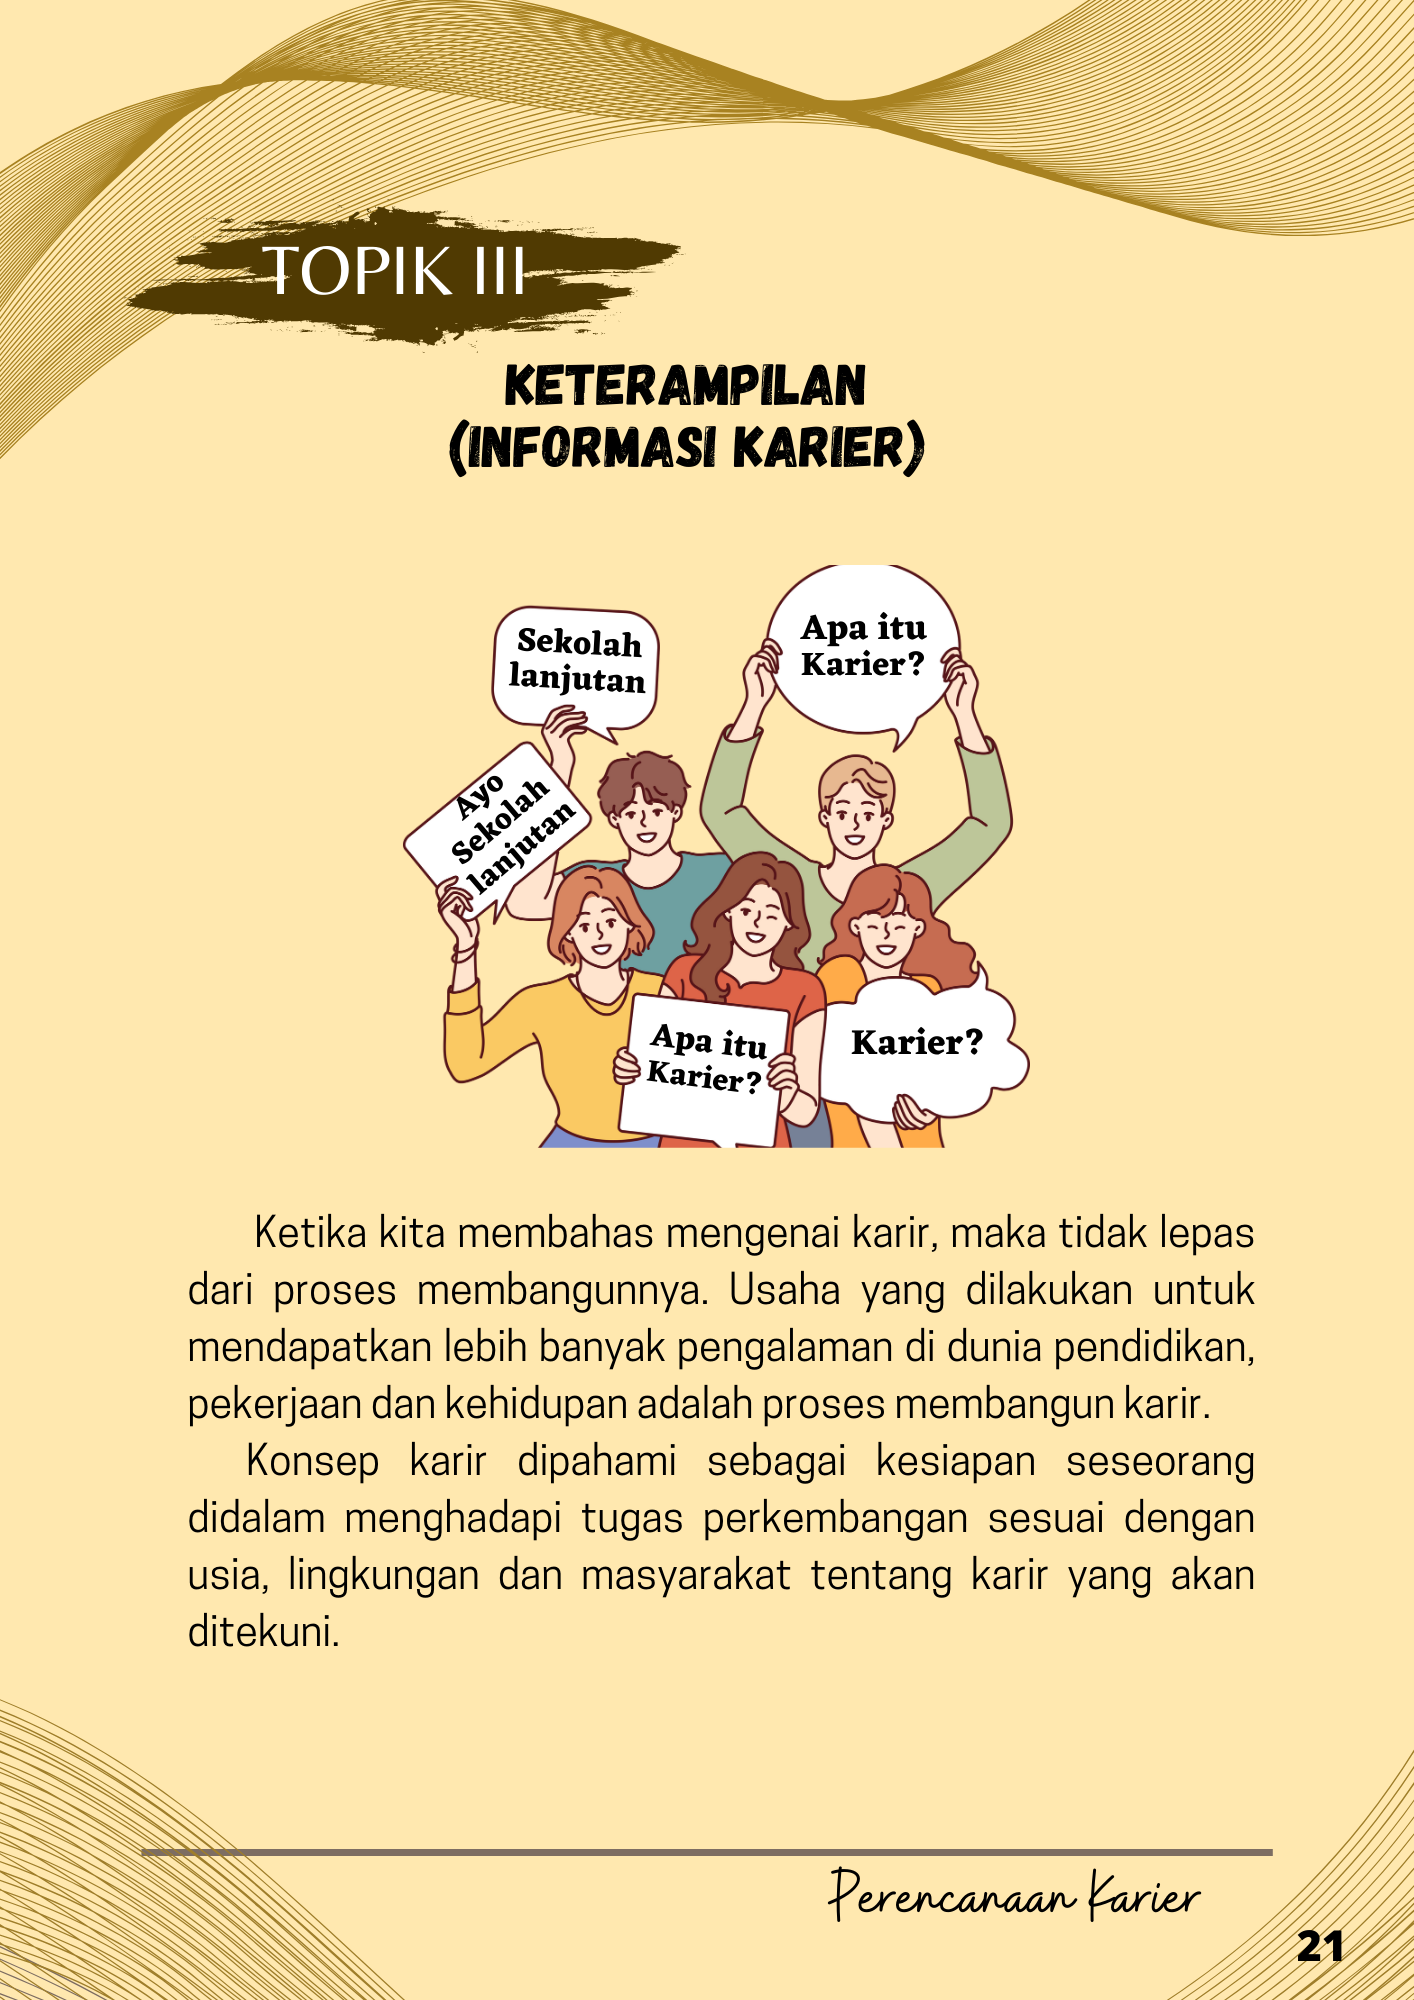 TOPIK III
KETERAMPILAN
(INFORMASI KARIER)
Sekolah
lanjutan
Apa itu
Karier?
Ayo
Sekolah
lanjutan
Apa itu
Karier?
Karier?
Ketika kita membahas mengenai karir, maka tidak lepas
dari proses membangunnya. Usaha yang dilakukan untuk
mendapatkan lebih banyak pengalaman di dunia pendidikan,
pekerjaan dan kehidupan adalah proses membangun karir.
Konsep karir dipahami sebagai kesiapan seseorang
didalam menghadapi tugas perkembangan sesuai dengan
usia, lingkungan dan masyarakat tentang karir yang akan
ditekuni.
Perencanaan Karier
21